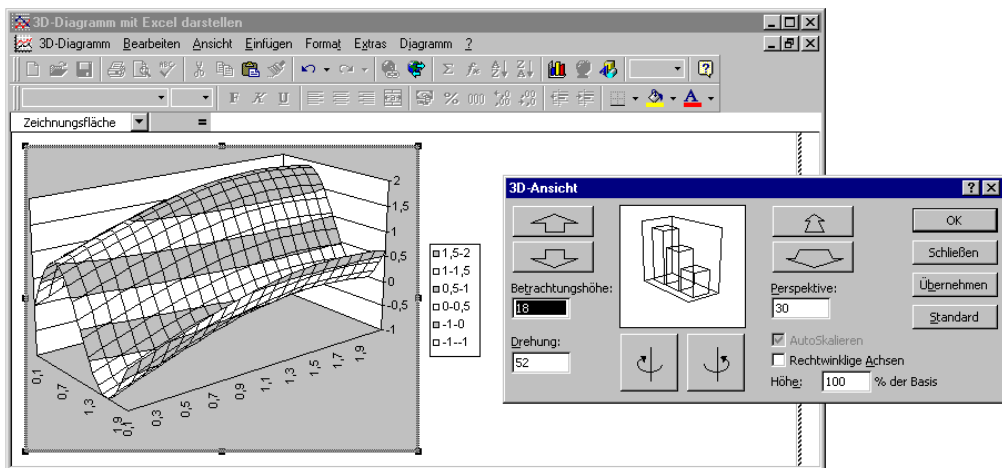 3D-Diagramm mit Excel darstellen
3D-Diagramm Bearbeiten Ansicht Einfügen Format Extras Diagramm ?
F K U % 000
Zeichnungsfläche =
2
1,5
1
0,5
0
-0,5
-1
0,1
0,7
1,3
1,9
0,1
0,3
0,5
0,7
0,9
1,1
1,3
1,5
1,7
1,9
1,5-2
1-1,5
0,5-1
0-0,5
-1-0
-1--1
3D-Ansicht
Betrachtungshöhe:
18
Drehung:
52
Perspektive:
30
AutoSkalieren
Rechtwinklige Achsen
Höhe: 100 % der Basis
OK
Schließen
Übernehmen
Standard